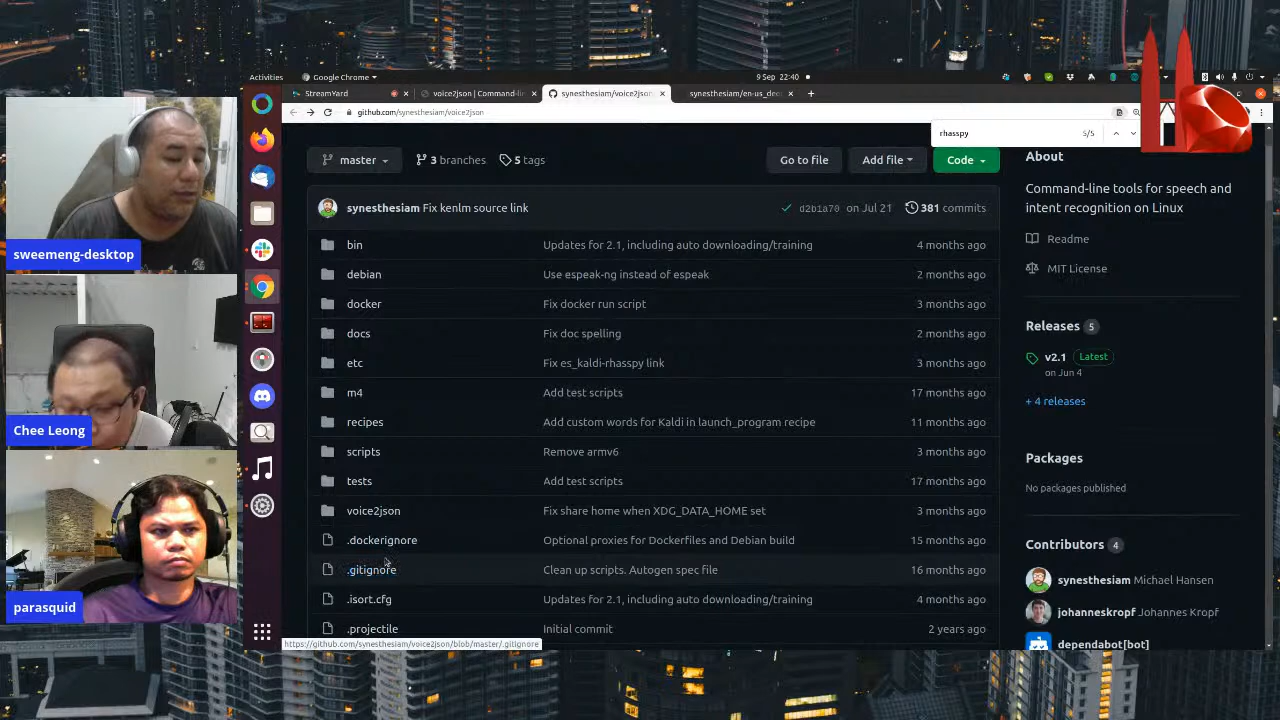 Activities
Google Chrome
9 Sep 22:40
StreamYard
voice2json | Command-lin
synesthesiam/voice2json
synesthesiam/en-us_dee
github.com/synesthesiam/voice2json
rhasspy
5/5
master
3 branches
5 tags
Go to file
Add file
Code
synesthesiam Fix kenlm source link
d2b1a70 on Jul 21
381 commits
bin
Updates for 2.1, including auto downloading/training
4 months ago
debian
Use espeak-ng instead of espeak
2 months ago
docker
Fix docker run script
3 months ago
docs
Fix doc spelling
2 months ago
etc
Fix es_kaldi-rhasspy link
3 months ago
m4
Add test scripts
17 months ago
recipes
Add custom words for Kaldi in launch_program recipe
11 months ago
scripts
Remove armv6
3 months ago
tests
Add test scripts
17 months ago
voice2json
Fix share home when XDG_DATA_HOME set
3 months ago
.dockerignore
Optional proxies for Dockerfiles and Debian build
15 months ago
.gitignore
Clean up scripts. Autogen spec file
16 months ago
.isort.cfg
Updates for 2.1, including auto downloading/training
4 months ago
.projectile
Initial commit
2 years ago
https://github.com/synesthesiam/voice2json/blob/master/.gitignore
About
Command-line tools for speech and
intent recognition on Linux
Readme
MIT License
Releases 5
v2.1 Latest
on Jun 4
+ 4 releases
Packages
No packages published
Contributors 4
synesthesiam Michael Hansen
johanneskropf Johannes Kropf
dependabot[bot]
sweemeng-desktop
Chee Leong
parasquid